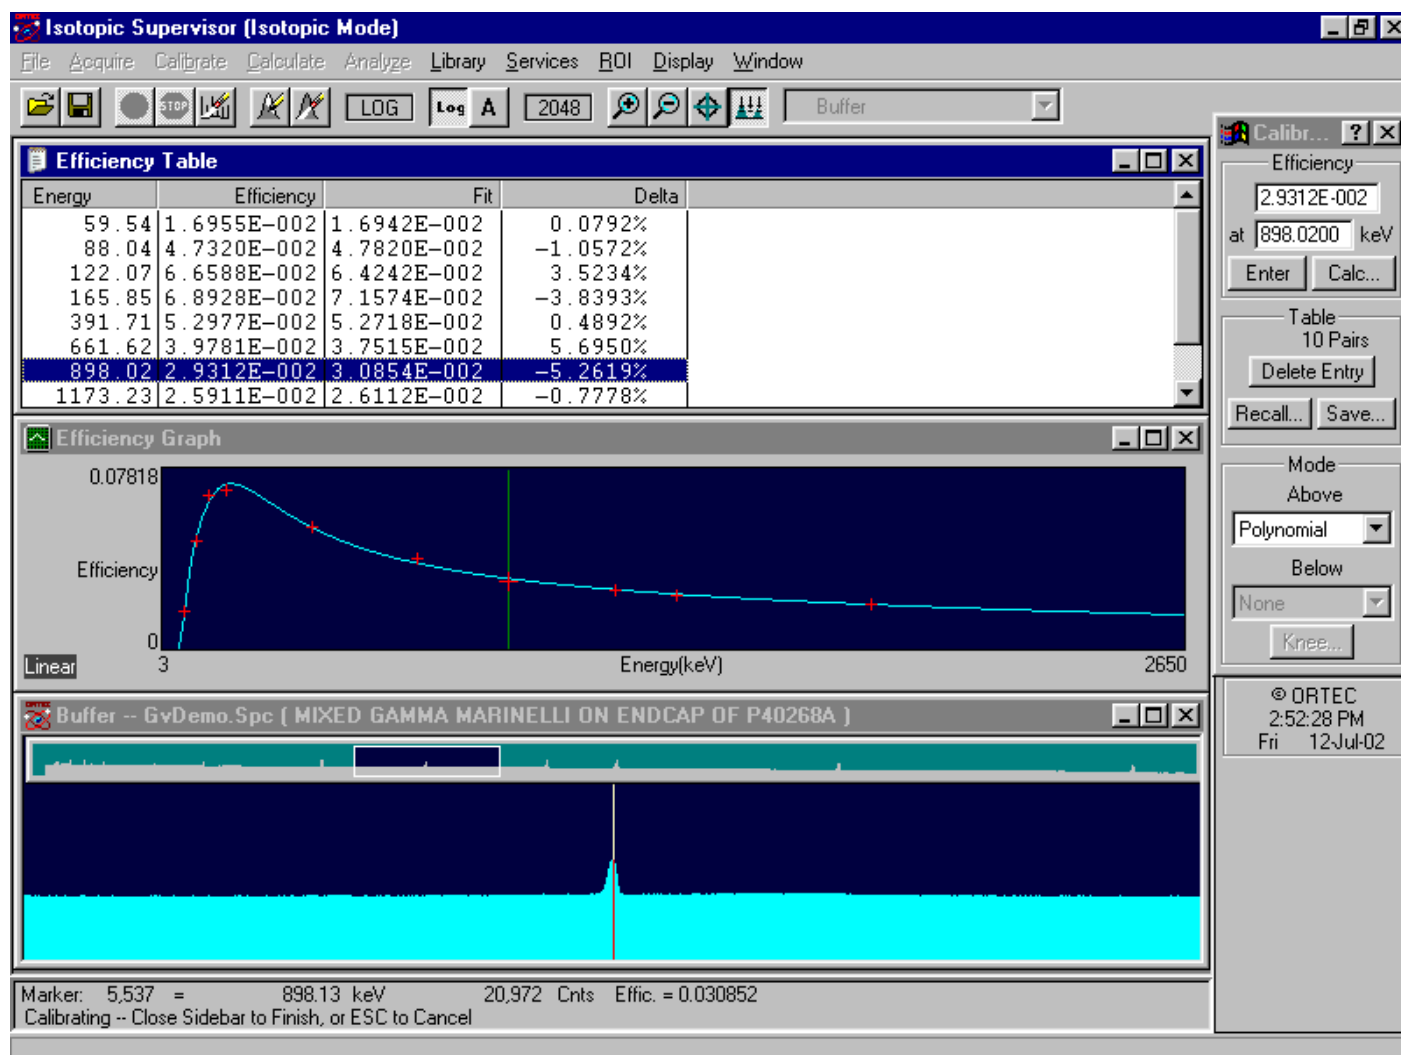 Isotopic Supervisor (Isotopic Mode)
File Acquire Calibrate Calculate Analyze Library Services ROI Display Window
STOP LOG Log A 2048 Buffer
Efficiency Table
Energy Efficiency Fit Delta
59.54 1.6955E-002 1.6942E-002 0.0792%
88.04 4.7320E-002 4.7820E-002 -1.0572%
122.07 6.6588E-002 6.4242E-002 3.5234%
165.85 6.8928E-002 7.1574E-002 -3.8393%
391.71 5.2977E-002 5.2718E-002 0.4892%
661.62 3.9781E-002 3.7515E-002 5.6950%
898.02 2.9312E-002 3.0854E-002 -5.2619%
1173.23 2.5911E-002 2.6112E-002 -0.7778%
Efficiency Graph
0.07818
Efficiency
0
Linear 3 Energy(keV) 2650
ORTEC
Buffer -- GvDemo.Spc ( MIXED GAMMA MARINELLI ON ENDCAP OF P40268A )
Marker: 5,537 = 898.13 keV 20,972 Cnts Effic. = 0.030852
Calibrating -- Close Sidebar to Finish, or ESC to Cancel
Calibr... ?
Efficiency
2.9312E-002
at 898.0200 keV
Enter Calc...
Table
10 Pairs
Delete Entry
Recall... Save...
Mode
Above
Polynomial
Below
None
Knee...
© ORTEC
2:52:28 PM
Fri 12-Jul-02